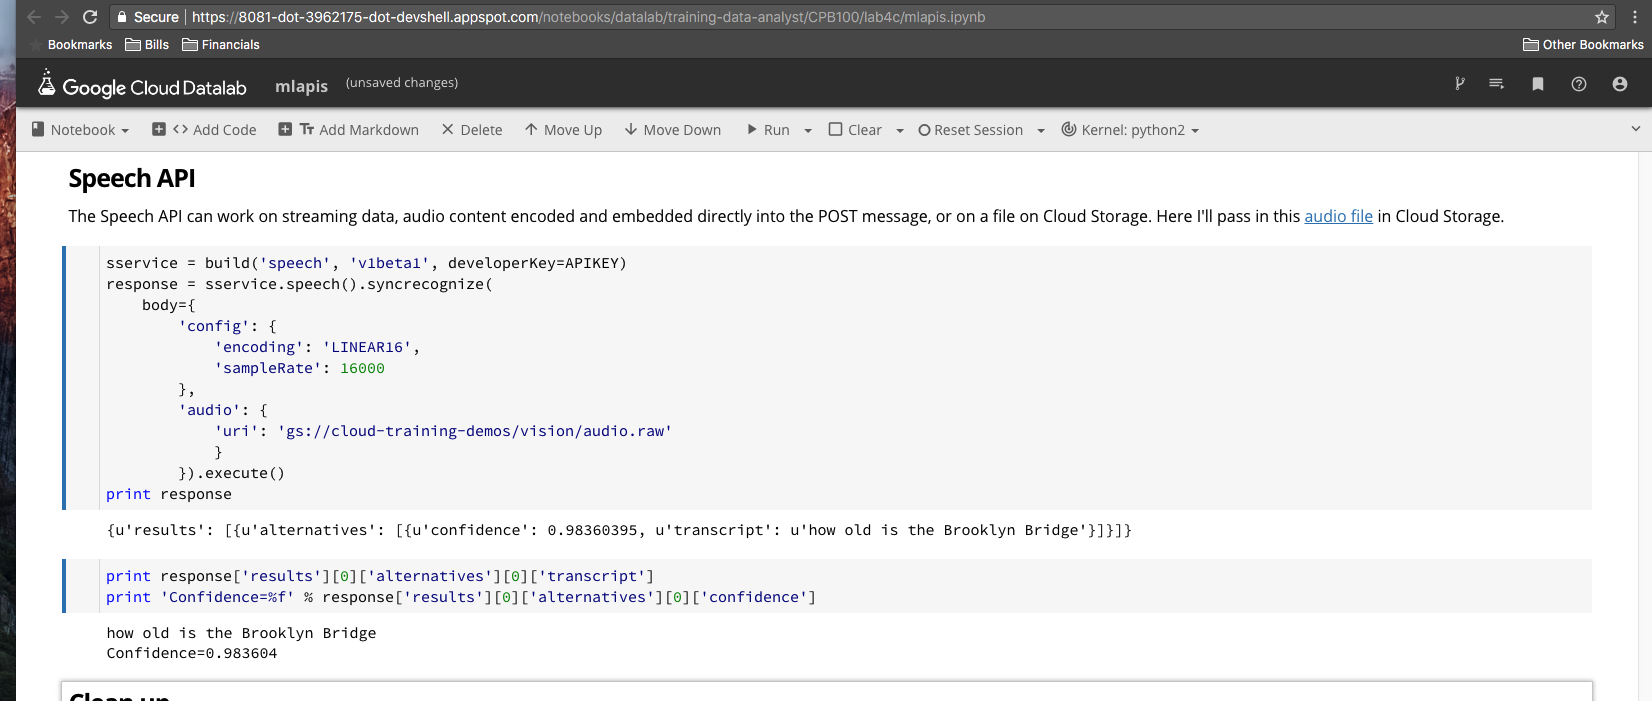 Secure | https://8081-dot-3962175-dot-devshell.appspot.com/notebooks/datalab/training-data-analyst/CPB100/lab4c/mlapis.ipynb
Bookmarks Bills Financials Other Bookmarks
Google Cloud Datalab mlapis (unsaved changes)
Notebook <> Add Code Tт Add Markdown Delete Move Up Move Down Run Clear Reset Session Kernel: python2
Speech API
The Speech API can work on streaming data, audio content encoded and embedded directly into the POST message, or on a file on Cloud Storage. Here I'll pass in this audio file in Cloud Storage.
sservice = build('speech', 'v1beta1', developerKey=APIKEY)
response = sservice.speech().syncrecognize(
    body={
        'config': {
            'encoding': 'LINEAR16',
            'sampleRate': 16000
        },
        'audio': {
            'uri': 'gs://cloud-training-demos/vision/audio.raw'
            }
        }).execute()
print response
{u'results': [{u'alternatives': [{u'confidence': 0.98360395, u'transcript': u'how old is the Brooklyn Bridge'}]}]}
print response['results'][0]['alternatives'][0]['transcript']
print 'Confidence=%f' % response['results'][0]['alternatives'][0]['confidence']
how old is the Brooklyn Bridge
Confidence=0.983604
Clean up